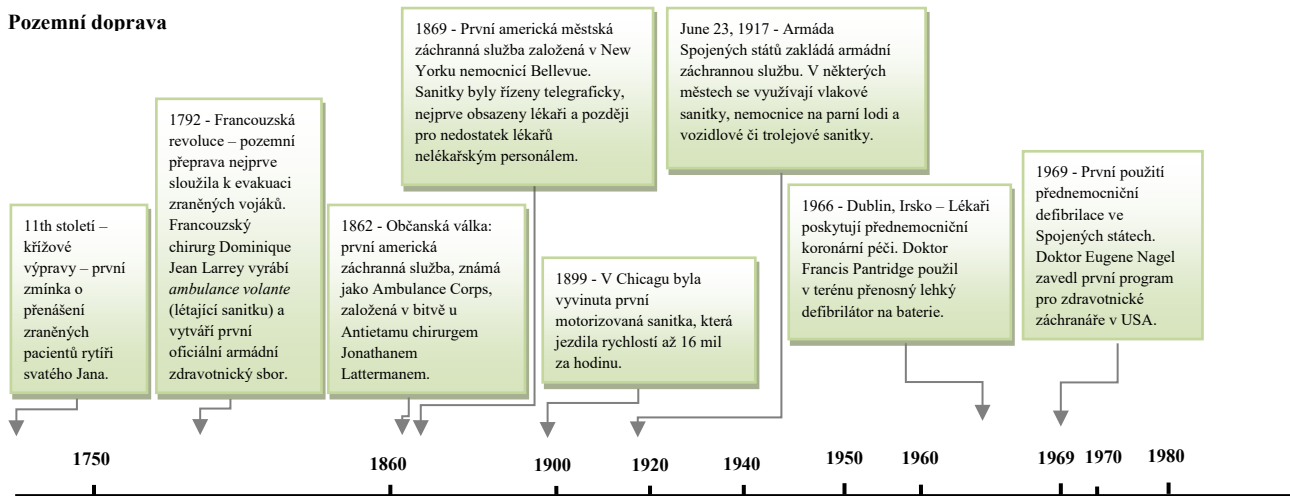 Pozemní doprava
11th století –
křížové
výpravy – první
zmínka o
přenášení
zraněných
pacientů rytíři
svatého Jana.
1792 - Francouzská
revoluce – pozemní
přeprava nejprve
sloužila k evakuaci
zraněných vojáků.
Francouzský
chirurg Dominique
Jean Larrey vyrábí
ambulance volante
(létající sanitku) a
vytváří první
oficiální armádní
zdravotnický sbor.
1862 - Občanská válka:
první americká
záchranná služba, známá
jako Ambulance Corps,
založená v bitvě u
Antietamu chirurgem
Jonathanem
Lattermanem.
1869 - První americká městská
záchranná služba založená v New
Yorku nemocnicí Bellevue.
Sanitky byly řízeny telegraficky,
nejprve obsazeny lékaři a později
pro nedostatek lékařů
nelékařským personálem.
1899 - V Chicagu byla
vyvinuta první
motorizovaná sanitka, která
jezdila rychlostí až 16 mil
za hodinu.
June 23, 1917 - Armáda
Spojených států zakládá armádní
záchrannou službu. V některých
městech se využívají vlakové
sanitky, nemocnice na parní lodi a
vozidlové či trolejové sanitky.
1966 - Dublin, Irsko – Lékaři
poskytují přednemocniční
koronární péči. Doktor
Francis Pantridge použil
v terénu přenosný lehký
defibrilátor na baterie.
1969 - První použití
přednemocniční
defibrilace ve
Spojených státech.
Doktor Eugene Nagel
zavedl první program
pro zdravotnické
záchranáře v USA.
1750
1860
1900
1920
1940
1950
1960
1969
1970
1980